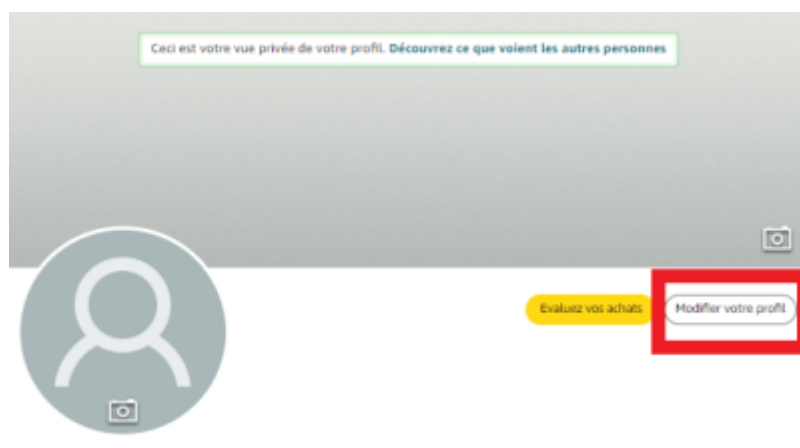 Ceci est votre vue privée de votre profil. Découvrez ce que voient les autres personnes
Evaluez vos achats
Modifier votre profil